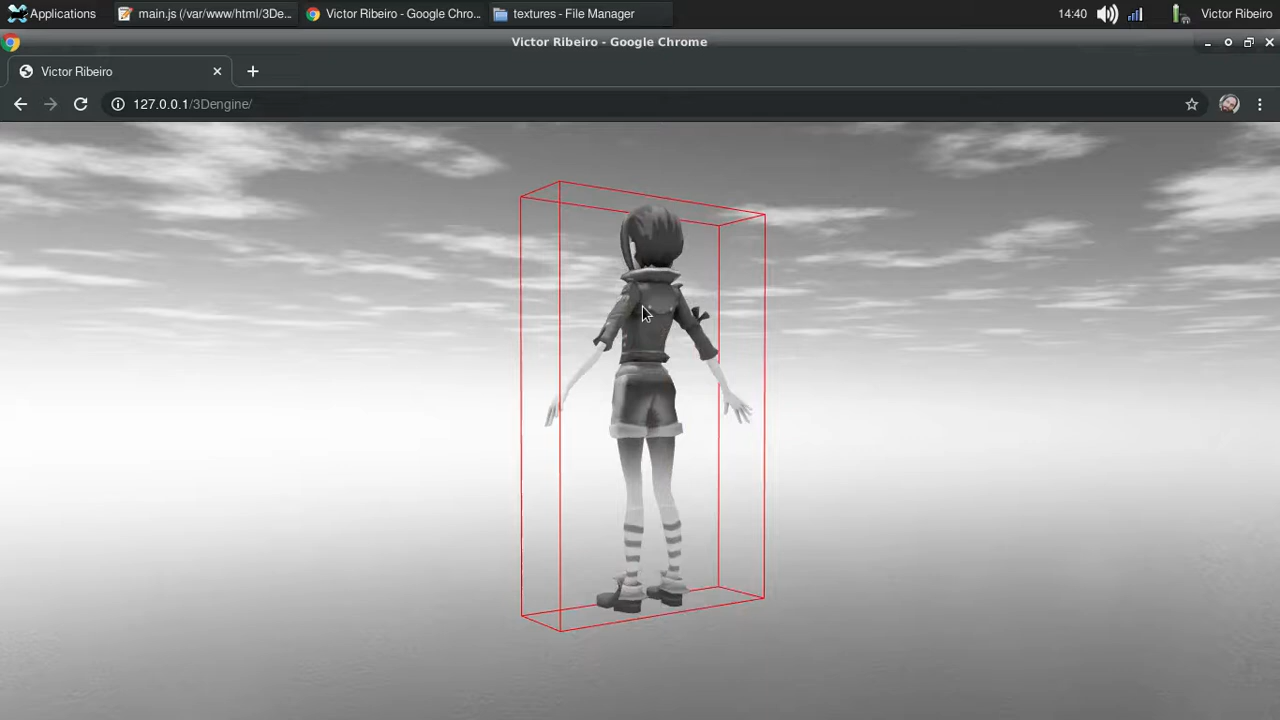 Applications
main.js (/var/www/html/3De...
Victor Ribeiro - Google Chro...
textures - File Manager
14:40
Victor Ribeiro
Victor Ribeiro - Google Chrome
Victor Ribeiro
127.0.0.1/3Dengine/